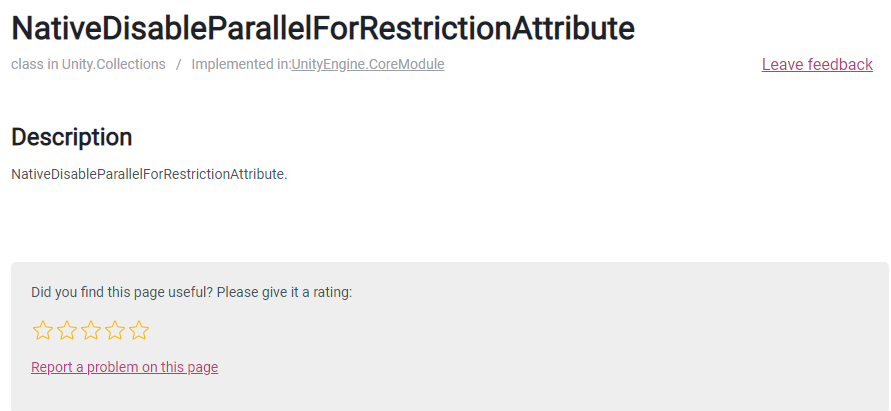 NativeDisableParallelForRestrictionAttribute
class in Unity.Collections / Implemented in:UnityEngine.CoreModule
Leave feedback
Description
NativeDisableParallelForRestrictionAttribute.
Did you find this page useful? Please give it a rating:
Report a problem on this page